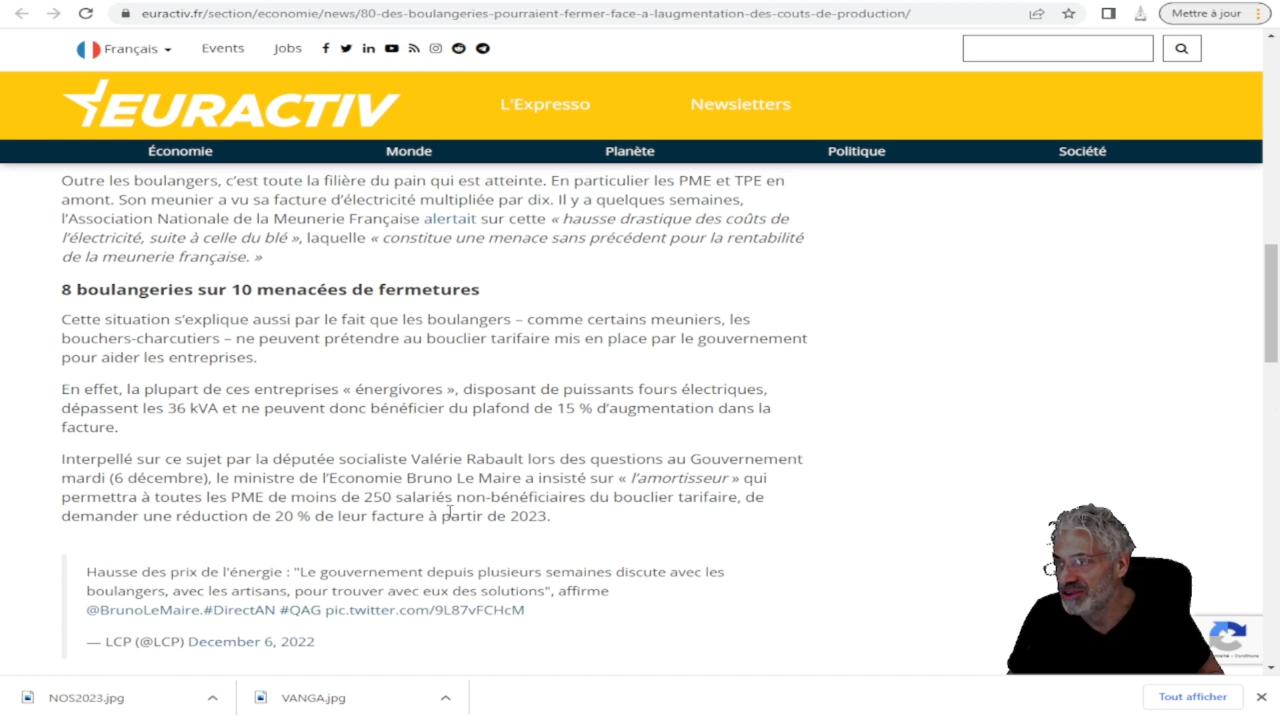 euractiv.fr/section/economie/news/80-des-boulangeries-pourraient-fermer-face-a-laugmentation-des-couts-de-production/
Mettre à jour
Français
Events
Jobs
EURACTIV
L'Expresso
Newsletters
Économie
Monde
Planète
Politique
Société
Outre les boulangers, c’est toute la filière du pain qui est atteinte. En particulier les PME et TPE en
amont. Son meunier a vu sa facture d’électricité multipliée par dix. Il y a quelques semaines,
l’Association Nationale de la Meunerie Française alertait sur cette « hausse drastique des coûts de
l’électricité, suite à celle du blé », laquelle « constitue une menace sans précédent pour la rentabilité
de la meunerie française. »
8 boulangeries sur 10 menacées de fermetures
Cette situation s’explique aussi par le fait que les boulangers – comme certains meuniers, les
bouchers-charcutiers – ne peuvent prétendre au bouclier tarifaire mis en place par le gouvernement
pour aider les entreprises.
En effet, la plupart de ces entreprises « énergivores », disposant de puissants fours électriques,
dépassent les 36 kVA et ne peuvent donc bénéficier du plafond de 15 % d’augmentation dans la
facture.
Interpellé sur ce sujet par la députée socialiste Valérie Rabault lors des questions au Gouvernement
mardi (6 décembre), le ministre de l’Economie Bruno Le Maire a insisté sur « l’amortisseur » qui
permettra à toutes les PME de moins de 250 salariés non-bénéficiaires du bouclier tarifaire, de
demander une réduction de 20 % de leur facture à partir de 2023.
Hausse des prix de l'énergie : "Le gouvernement depuis plusieurs semaines discute avec les
boulangers, avec les artisans, pour trouver avec eux des solutions", affirme
@BrunoLeMaire.#DirectAN #QAG pic.twitter.com/9L87vFCHcM
— LCP (@LCP) December 6, 2022
NOS2023.jpg
VANGA.jpg
Tout afficher